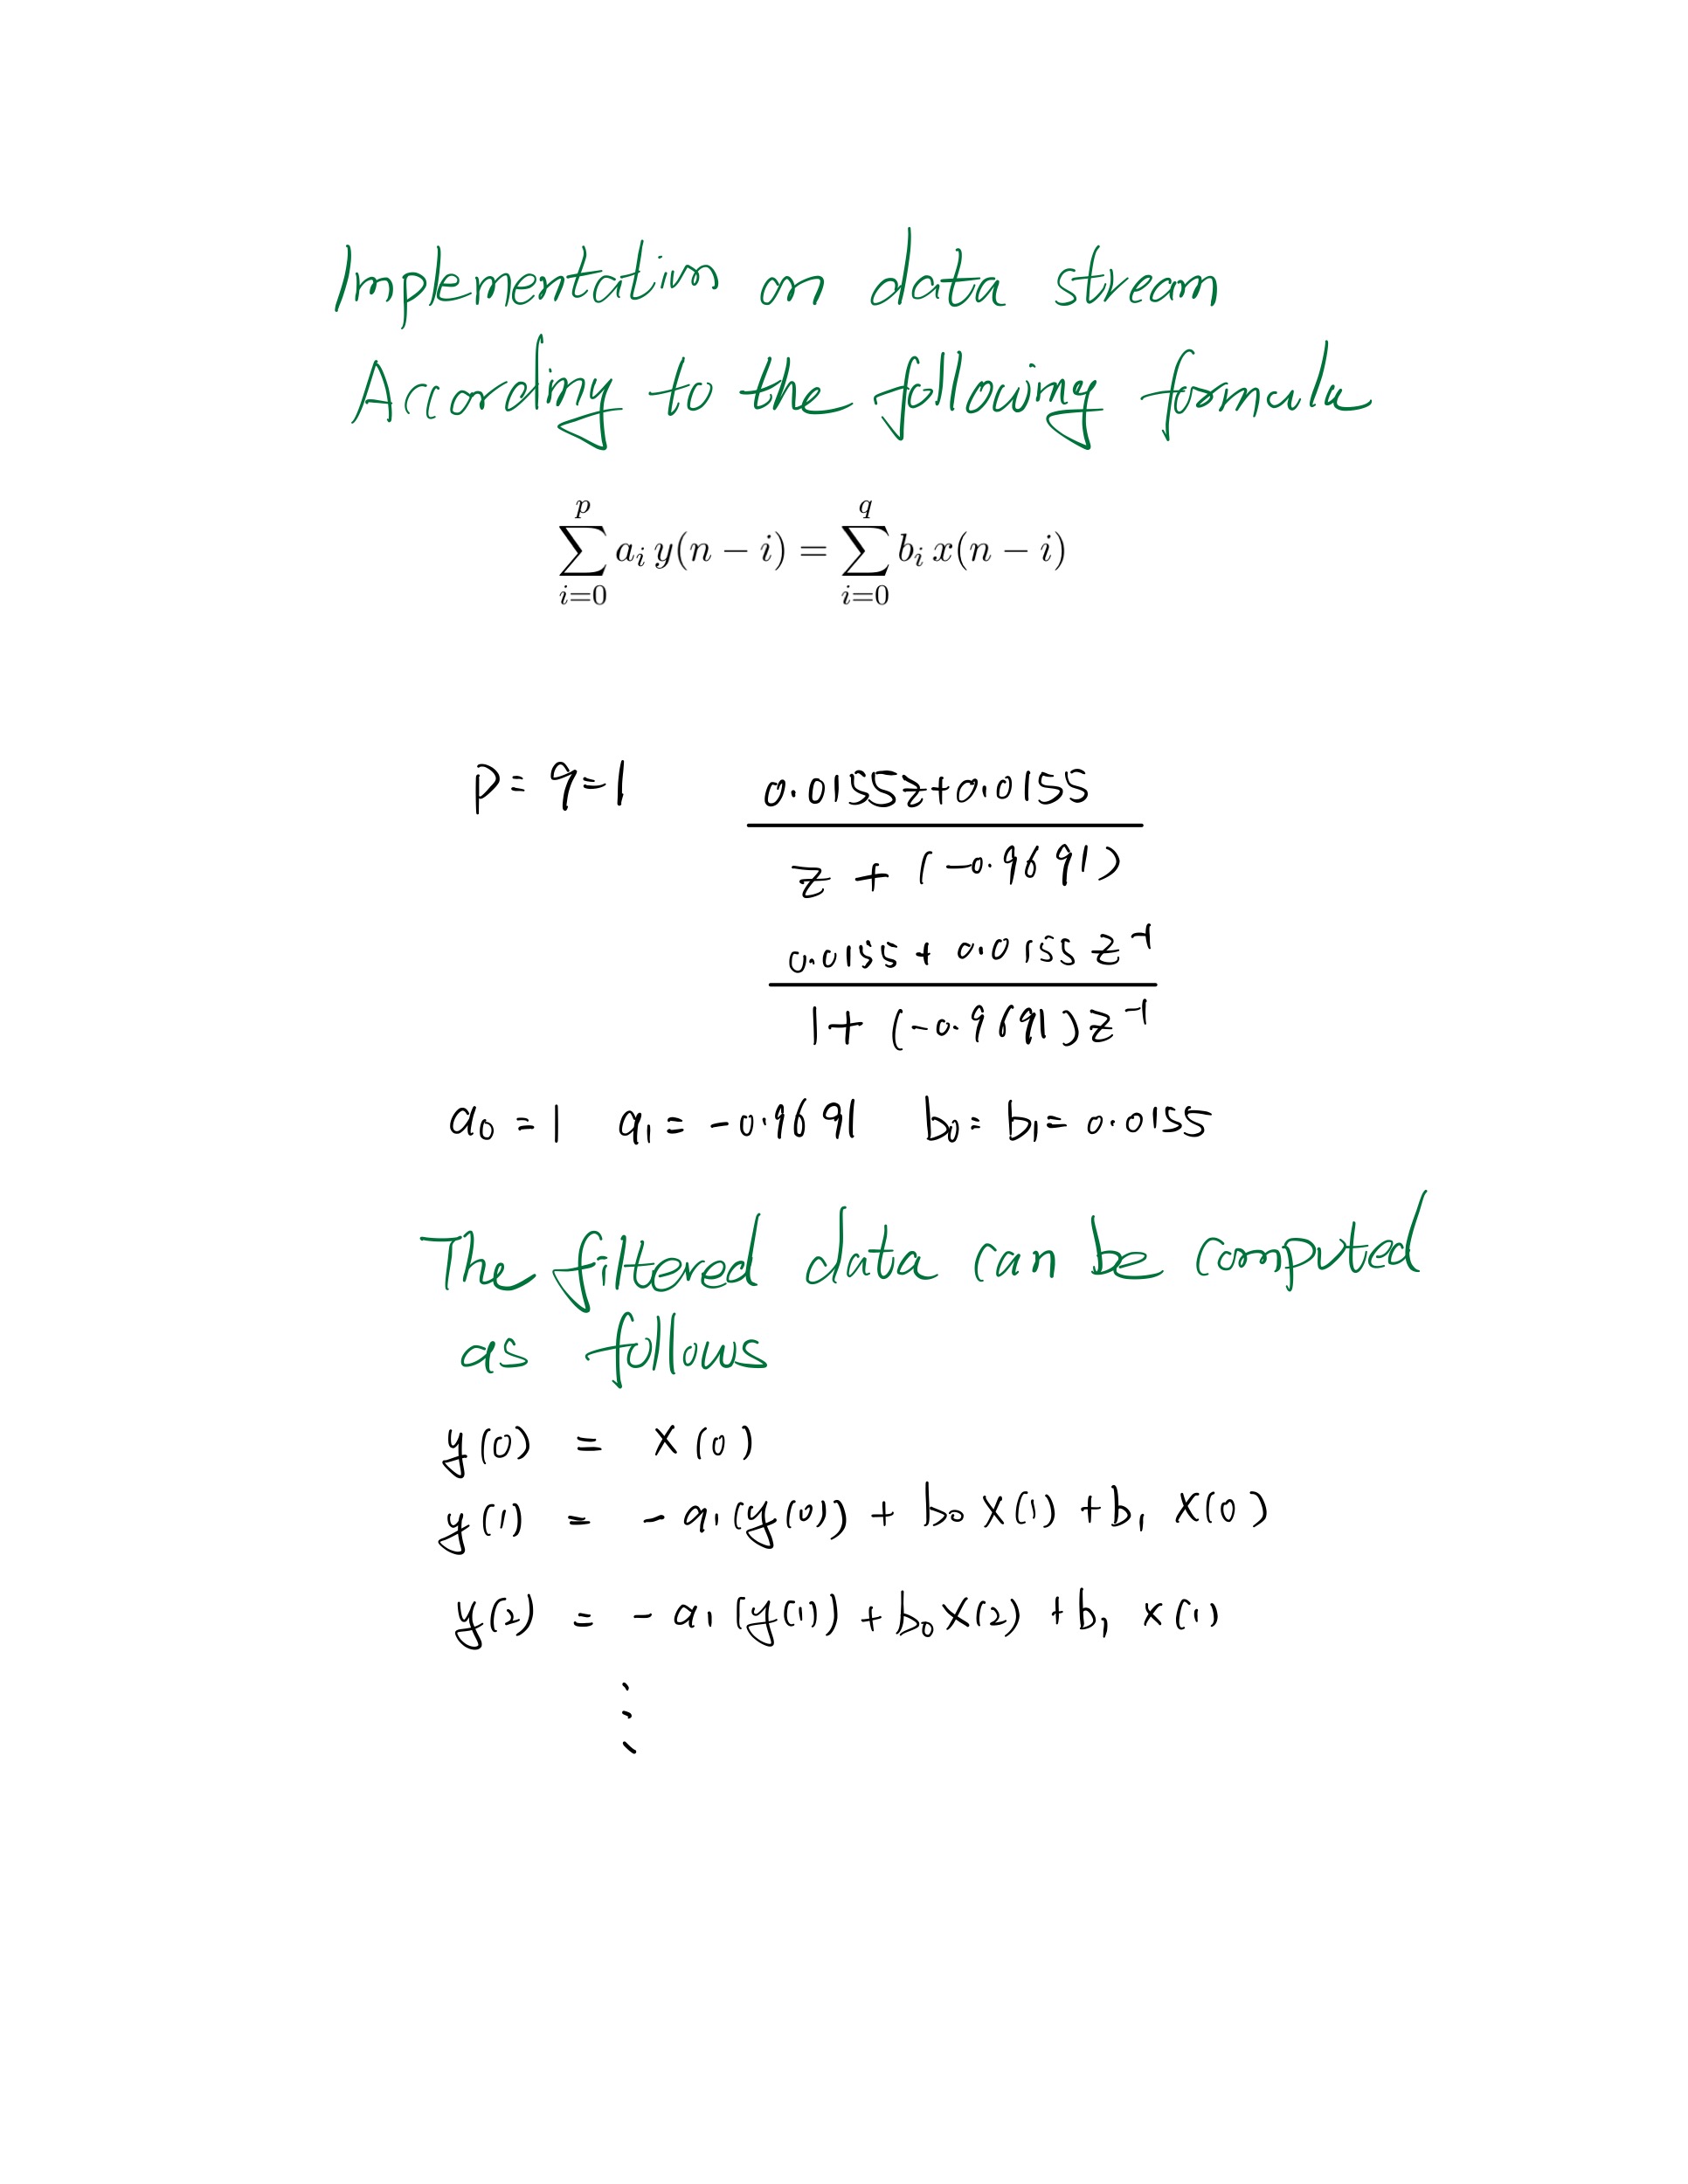 Implementation on data stream
According to the following formula
\sum_{i=0}^{p} a_i y(n-i) = \sum_{i=0}^{q} b_i x(n-i)
p = q = 1
\frac{0.0155z+0.0155}{z + (-0.9691)}
\frac{0.0155 + 0.0155 z^{-1}}{1 + (-0.9691) z^{-1}}
a_0 = 1 a_1 = -0.9691 b_0 = b_1 = 0.0155
The filtered data can be computed
as follows
y(0) = x(0)
y(1) = -a_1(y(0)) + b_0 x(1) + b_1 x(0)
y(2) = -a_1(y(1)) + b_0 x(2) + b_1 x(1)
⋮